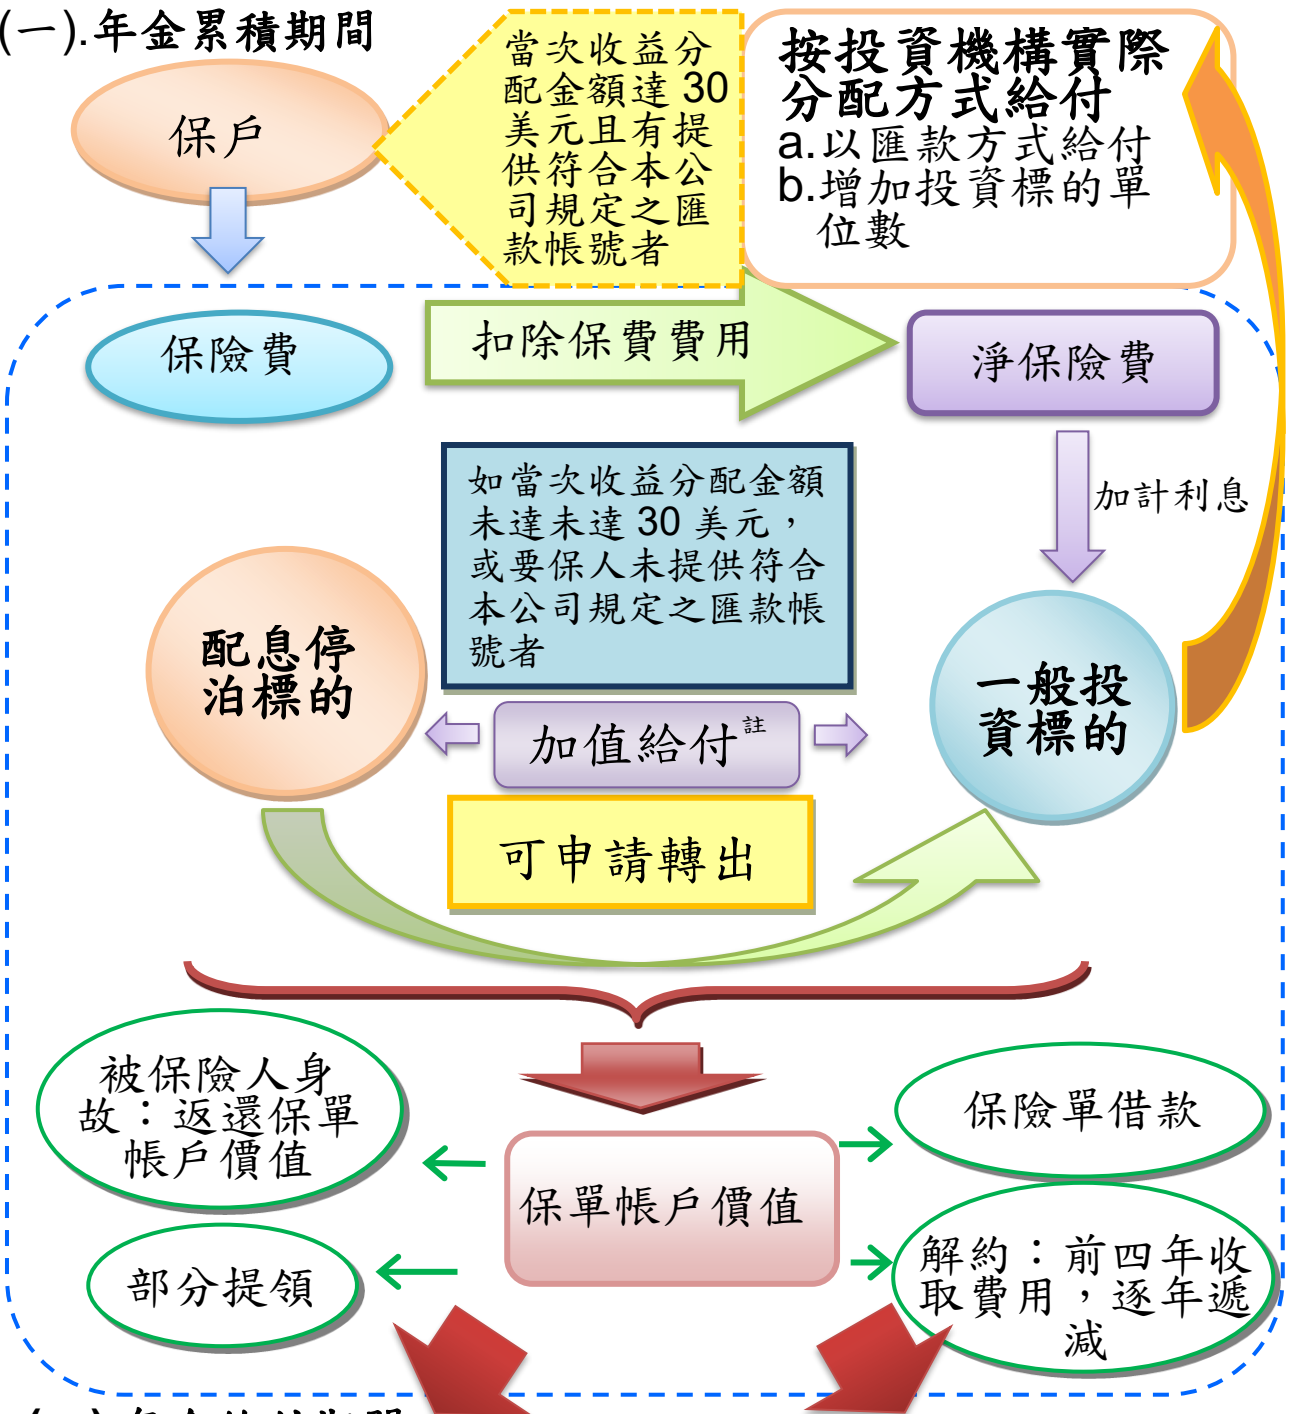 (一).年金累積期間
保戶
當次收益分
配金額達 30
美元且有提
供符合本公
司規定之匯
款帳號者
按投資機構實際
分配方式給付
a.以匯款方式給付
b.增加投資標的單
位數
保險費
扣除保費費用
淨保險費
加計利息
如當次收益分配金額
未達未達 30 美元，
或要保人未提供符合
本公司規定之匯款帳
號者
配息停
泊標的
一般投
資標的
加值給付註
可申請轉出
被保險人身
故：返還保單
帳戶價值
保險單借款
保單帳戶價值
部分提領
解約：前四年收
取費用，逐年遞
減